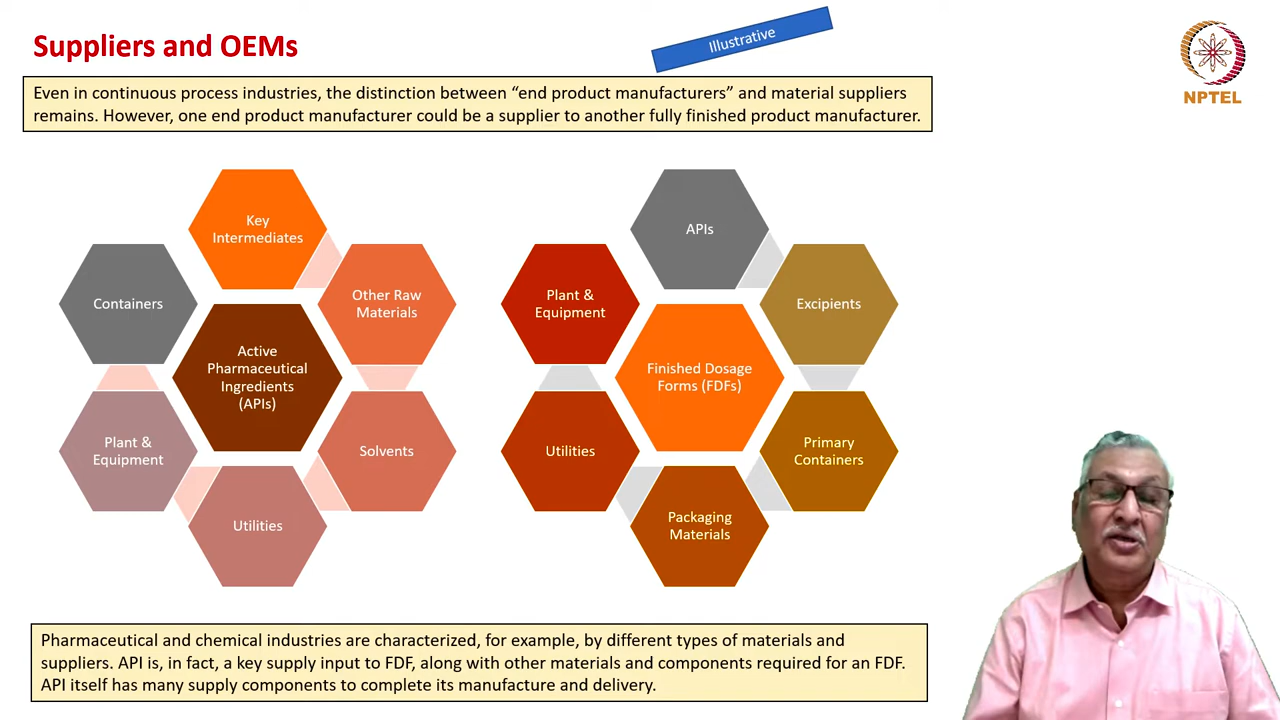 Suppliers and OEMs
Illustrative
NPTEL
Even in continuous process industries, the distinction between “end product manufacturers” and material suppliers
remains. However, one end product manufacturer could be a supplier to another fully finished product manufacturer.
Key
Intermediates
Other Raw
Materials
Solvents
Utilities
Plant &
Equipment
Containers
Active
Pharmaceutical
Ingredients
(APIs)
APIs
Excipients
Primary
Containers
Packaging
Materials
Utilities
Plant &
Equipment
Finished Dosage
Forms (FDFs)
Pharmaceutical and chemical industries are characterized, for example, by different types of materials and
suppliers. API is, in fact, a key supply input to FDF, along with other materials and components required for an FDF.
API itself has many supply components to complete its manufacture and delivery.